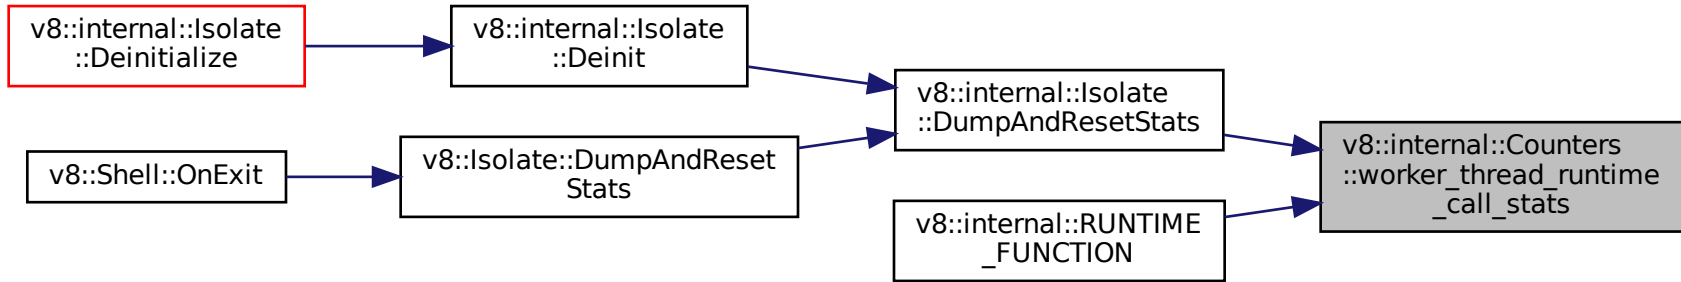 v8::internal::Isolate
::Deinitialize
v8::internal::Isolate
::Deinit
v8::internal::Isolate
::DumpAndResetStats
v8::internal::Counters
::worker_thread_runtime
_call_stats
v8::Shell::OnExit
v8::Isolate::DumpAndReset
Stats
v8::internal::RUNTIME
_FUNCTION